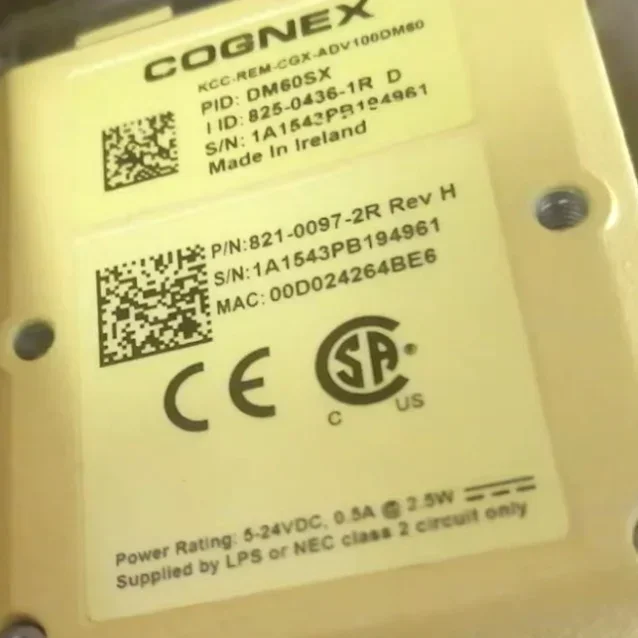 COGNEX
KCC-REM-CGX-ADV100DM60
PID: DM60SX
I ID: 825-0436-1R D
S/N: 1A1543PB194961
Made In Ireland
P/N:821-0097-2R Rev H
S/N:1A1543PB194961
MAC: 00D024264BE6
CE
SA®
C US
Power Rating: 5-24VDC, 0.5A @ 2.5W
Supplied by LPS or NEC class 2 circuit only